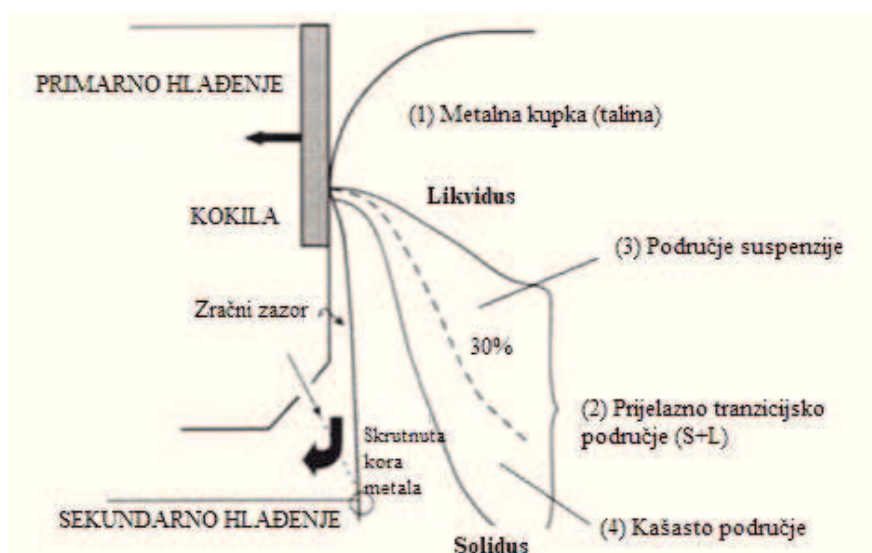 PRIMARNO HLAĐENJE
(1) Metalna kupka (talina)
Likvidus
KOKILA
(3) Područje suspenzije
Zračni zazor
30%
(2) Prijelazno tranzicijsko
područje (S+L)
Skrutnuta
kora
metala
SEKUNDARNO HLAĐENJE
(4) Kašasto područje
Solidus